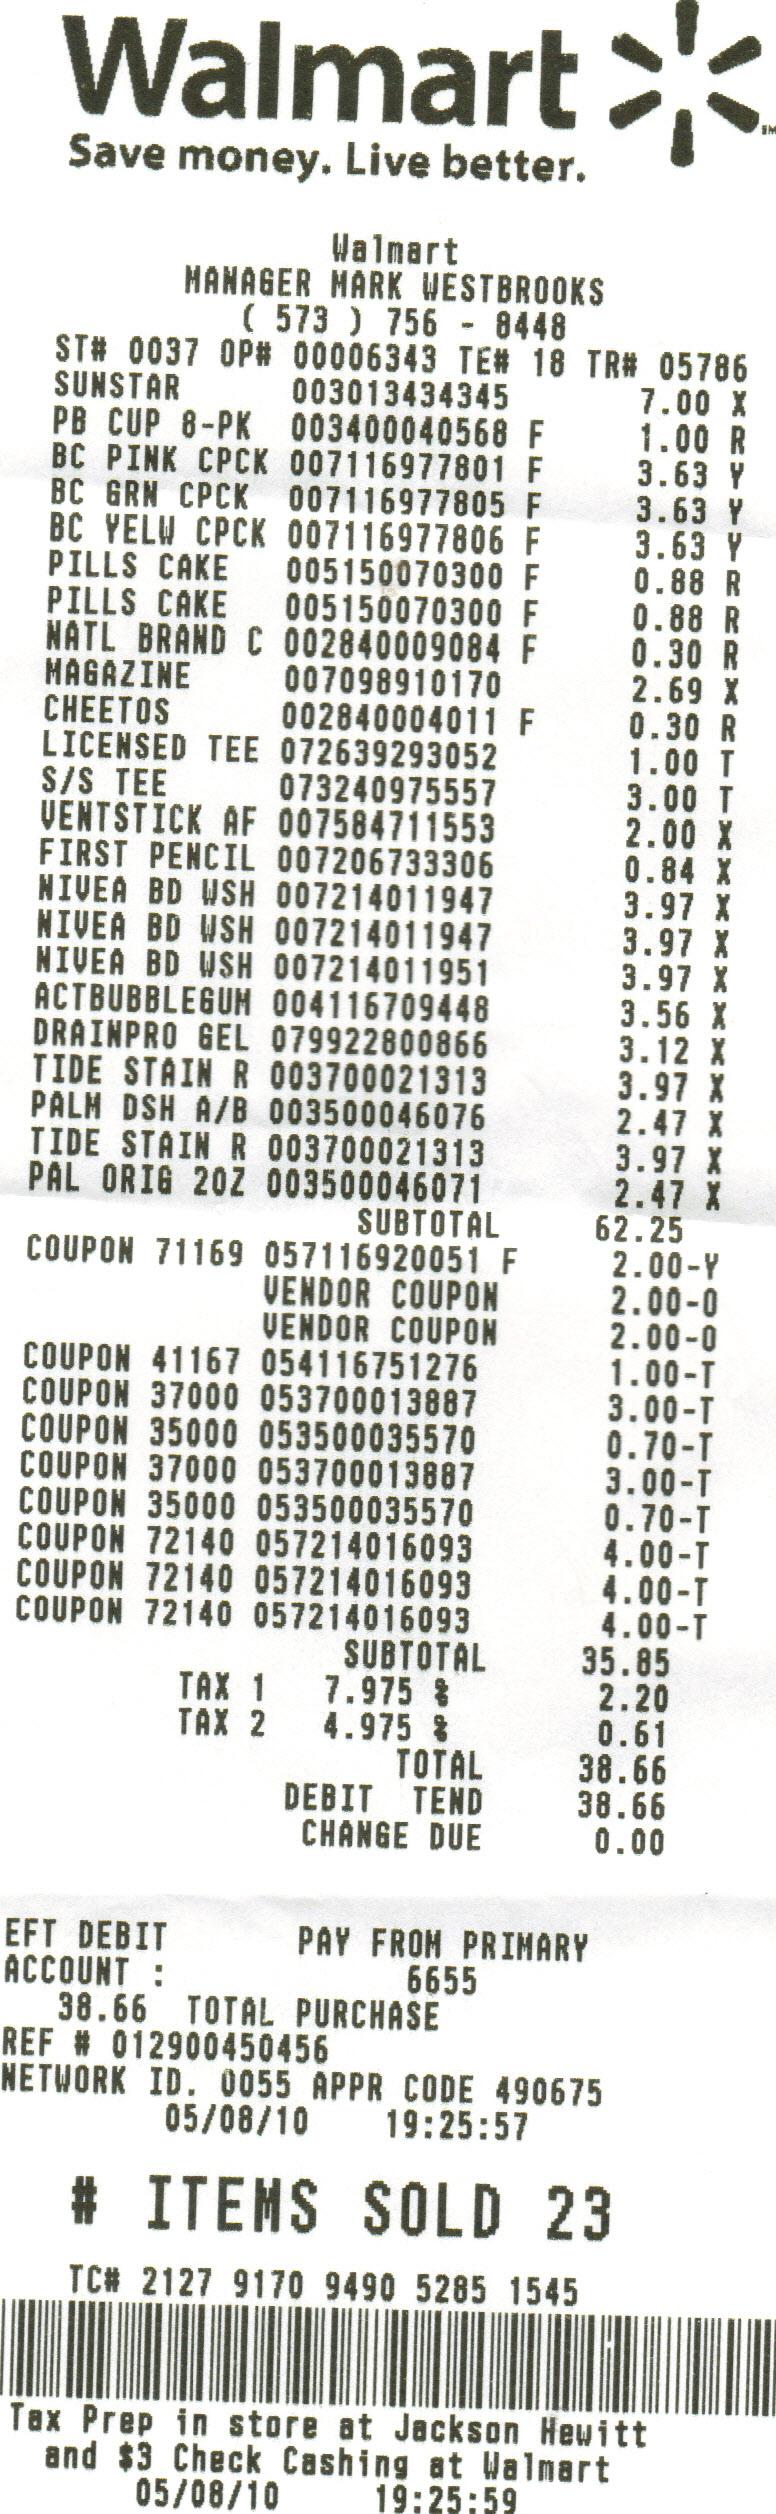 Walmart
SM
Save money. Live better.
Walmart
MANAGER MARK WESTBROOKS
( 573 ) 756 - 8448
ST# 0037 OP# 00006343 TE# 18 TR# 05786
SUNSTAR 003013434345 7.00 X
PB CUP 8-PK 003400040568 F 1.00 R
BC PINK CPCK 007116977801 F 3.63 Y
BC GRN CPCK 007116977805 F 3.63 Y
BC YELW CPCK 007116977806 F 3.63 Y
PILLS CAKE 005150070300 F 0.88 R
PILLS CAKE 005150070300 F 0.88 R
NATL BRAND C 002840009084 F 0.30 R
MAGAZINE 007098910170 2.69 X
CHEETOS 002840004011 F 0.30 R
LICENSED TEE 072639293052 1.00 T
S/S TEE 073240975557 3.00 T
VENTSTICK AF 007584711553 2.00 X
FIRST PENCIL 007206733306 0.84 X
NIVEA BD WSH 007214011947 3.97 X
NIVEA BD WSH 007214011947 3.97 X
NIVEA BD WSH 007214011951 3.97 X
ACTBUBBLEGUM 004116709448 3.56 X
DRAINPRO GEL 079922800866 3.12 X
TIDE STAIN R 003700021313 3.97 X
PALM DSH A/B 003500046076 2.47 X
TIDE STAIN R 003700021313 3.97 X
PAL ORIG 20Z 003500046071 2.47 X
SUBTOTAL 62.25
COUPON 71169 057116920051 F 2.00-Y
VENDOR COUPON 2.00-O
VENDOR COUPON 2.00-O
COUPON 41167 054116751276 1.00-T
COUPON 37000 053700013887 3.00-T
COUPON 35000 053500035570 0.70-T
COUPON 37000 053700013887 3.00-T
COUPON 35000 053500035570 0.70-T
COUPON 72140 057214016093 4.00-T
COUPON 72140 057214016093 4.00-T
COUPON 72140 057214016093 4.00-T
SUBTOTAL 35.85
TAX 1 7.975 % 2.20
TAX 2 4.975 % 0.61
TOTAL 38.66
DEBIT TEND 38.66
CHANGE DUE 0.00
EFT DEBIT PAY FROM PRIMARY
ACCOUNT : 6655
38.66 TOTAL PURCHASE
REF # 012900450456
NETWORK ID. 0055 APPR CODE 490675
05/08/10 19:25:57
# ITEMS SOLD 23
TC# 2127 9170 9490 5285 1545
Tax Prep in store at Jackson Hewitt
and $3 Check Cashing at Walmart
05/08/10 19:25:59